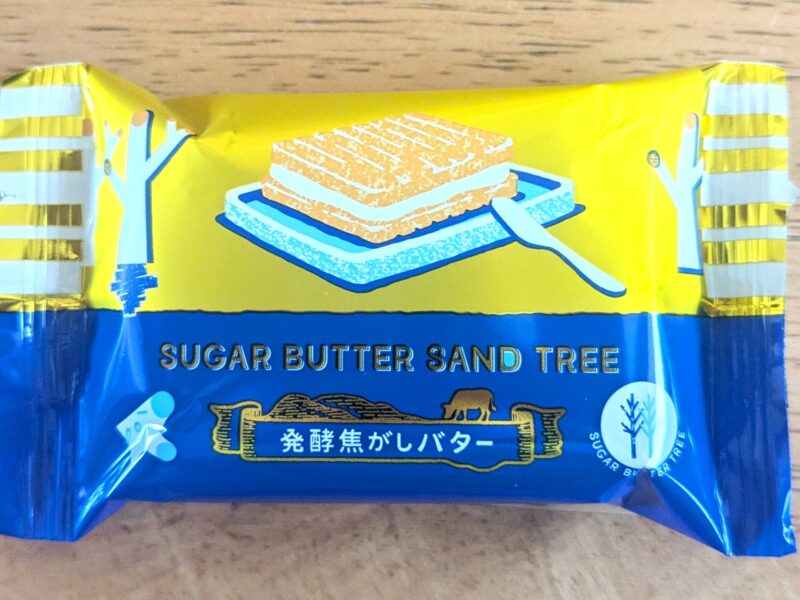 SUGAR BUTTER SAND TREE
発酵焦がしバター
SUGAR BUTTER TREE